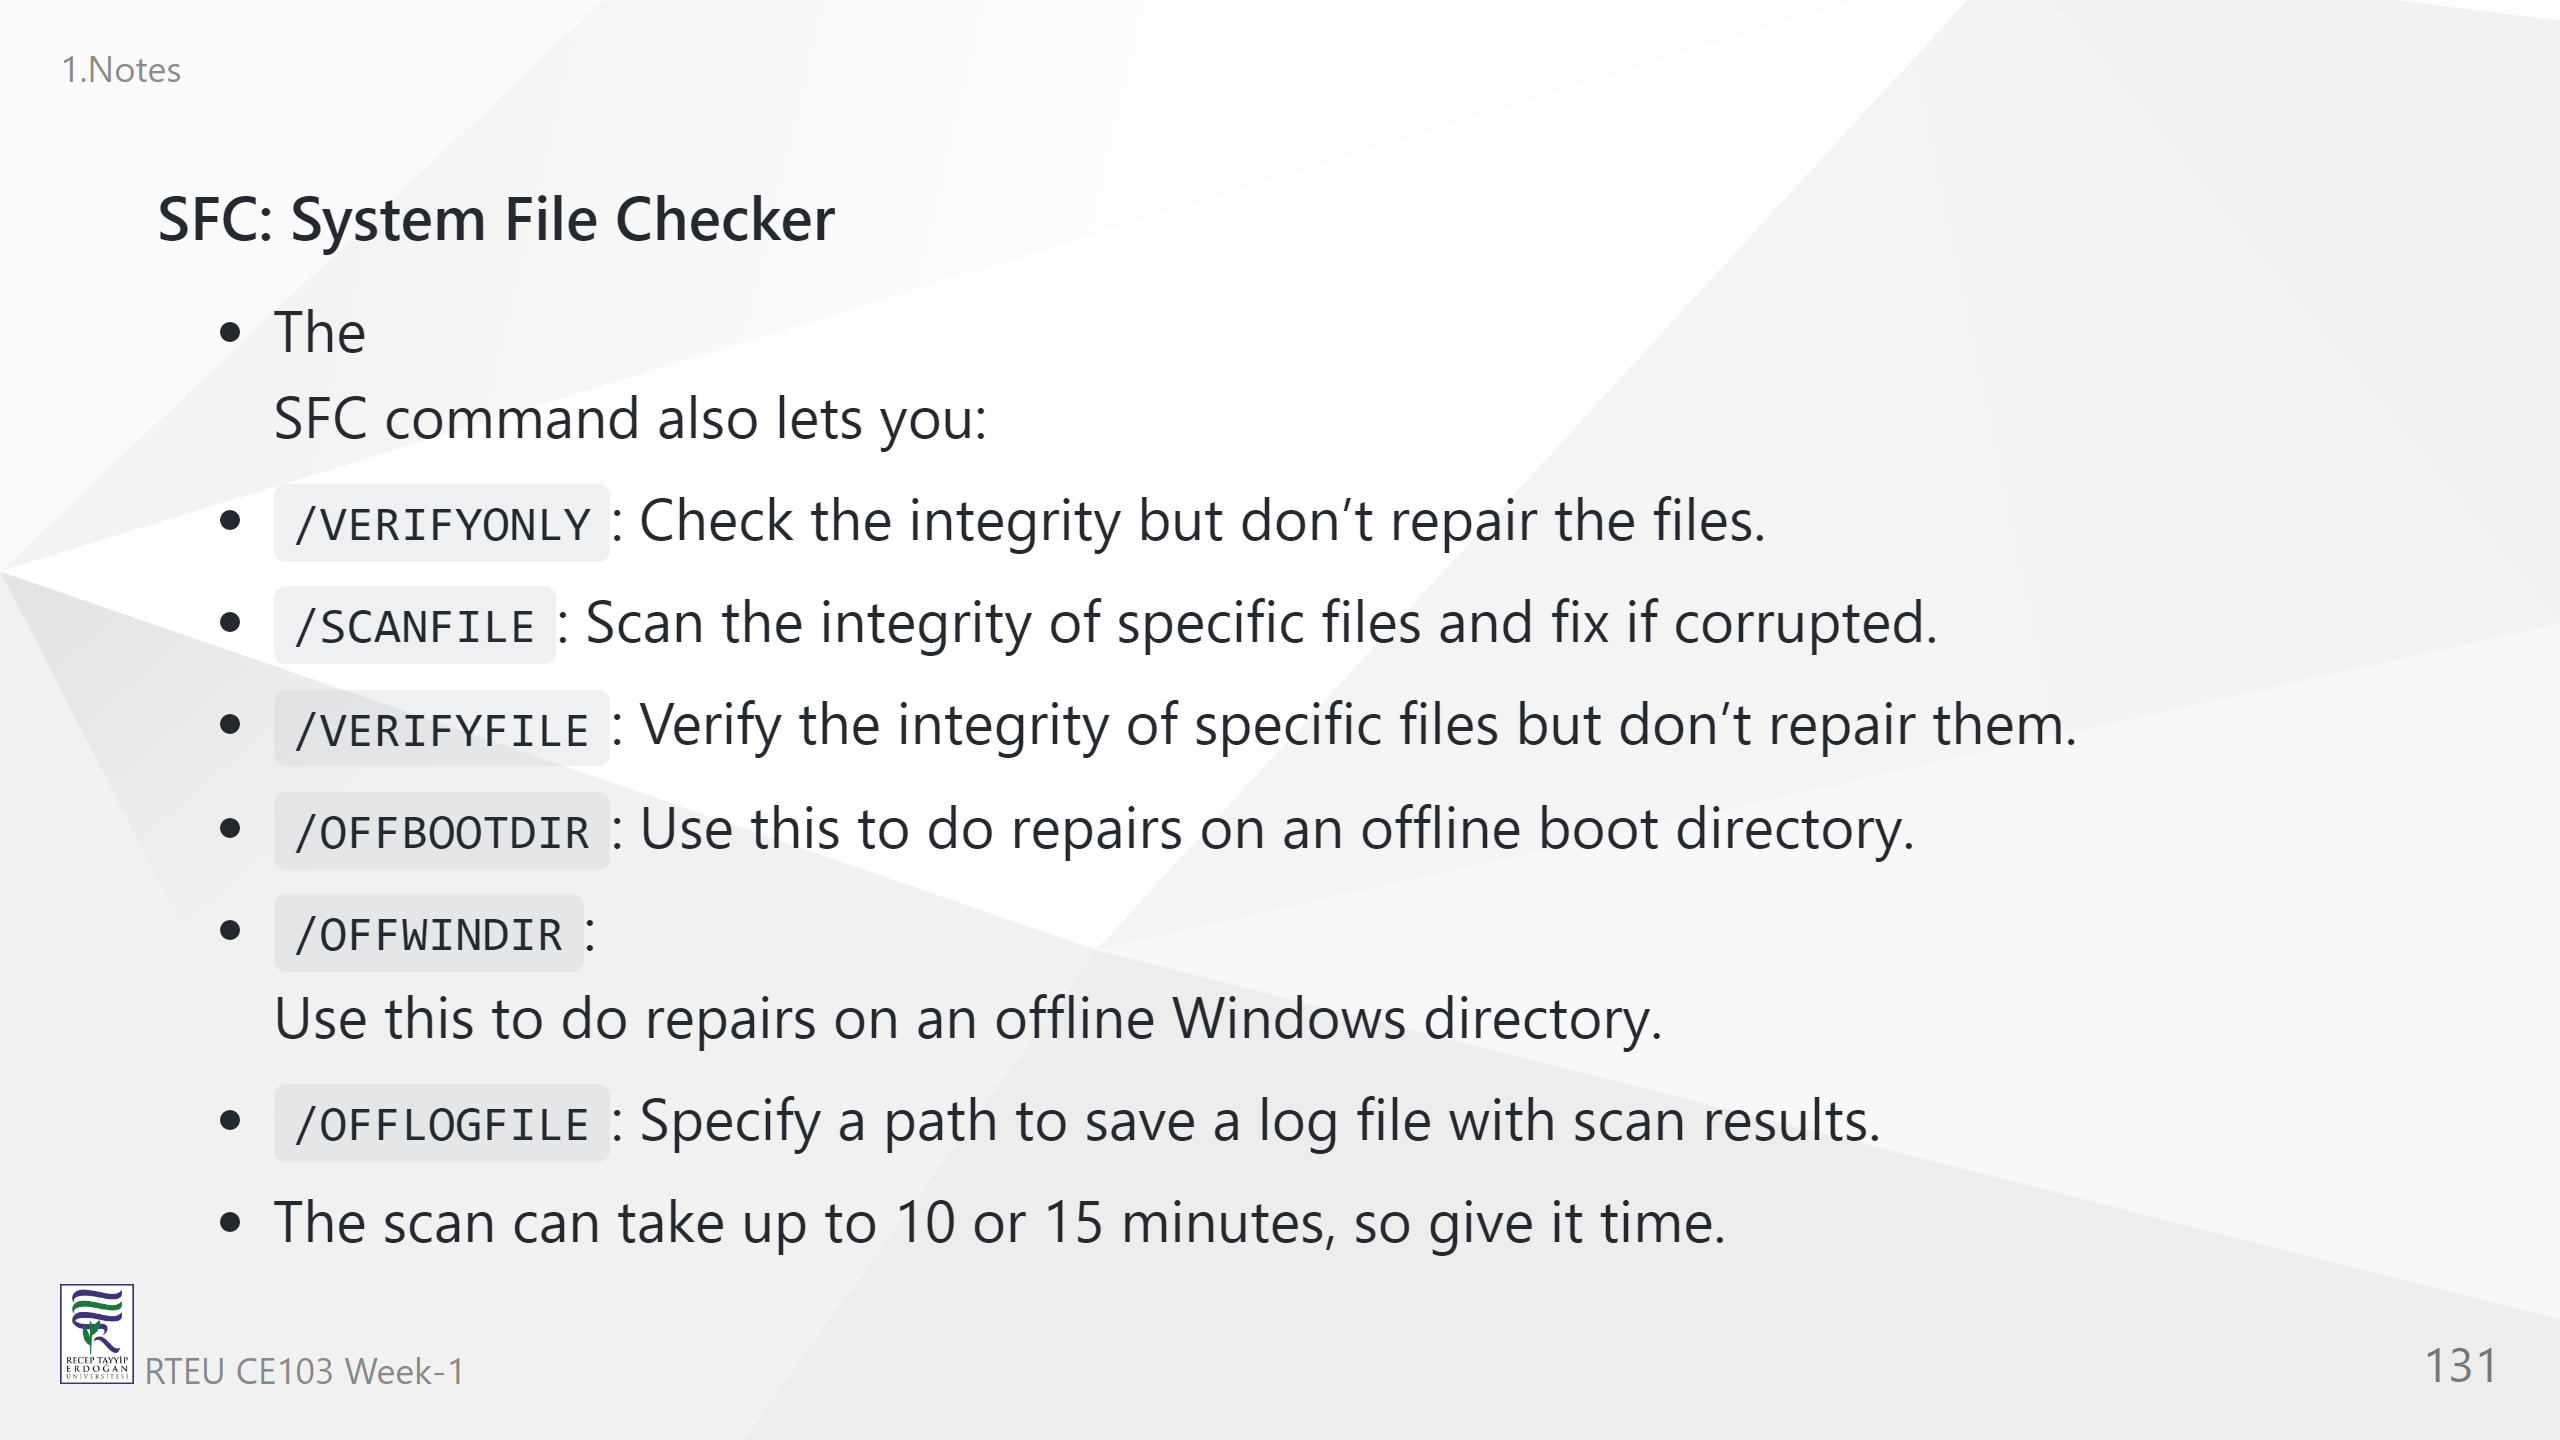 1.Notes
SFC: System File Checker
• The
SFC command also lets you:
• /VERIFYONLY : Check the integrity but don’t repair the files.
• /SCANFILE : Scan the integrity of specific files and fix if corrupted.
• /VERIFYFILE : Verify the integrity of specific files but don’t repair them.
• /OFFBOOTDIR : Use this to do repairs on an offline boot directory.
• /OFFWINDIR :
Use this to do repairs on an offline Windows directory.
• /OFFLOGFILE : Specify a path to save a log file with scan results.
• The scan can take up to 10 or 15 minutes, so give it time.
RECEP TAYYİP
ERDOĞAN
ÜNİVERSİTESİ
RTEU CE103 Week-1
131